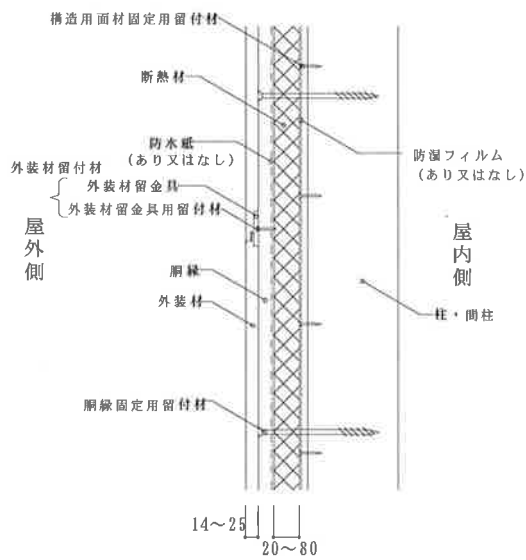 構造用面材固定用留付材
断熱材
防水紙
(あり又はなし)
外装材留付材
外装材留金具
外装材留金具用留付材
屋外側
胴縁
外装材
胴縁固定用留付材
防湿フィルム
(あり又はなし)
屋内側
柱・間柱
14～25
20～80